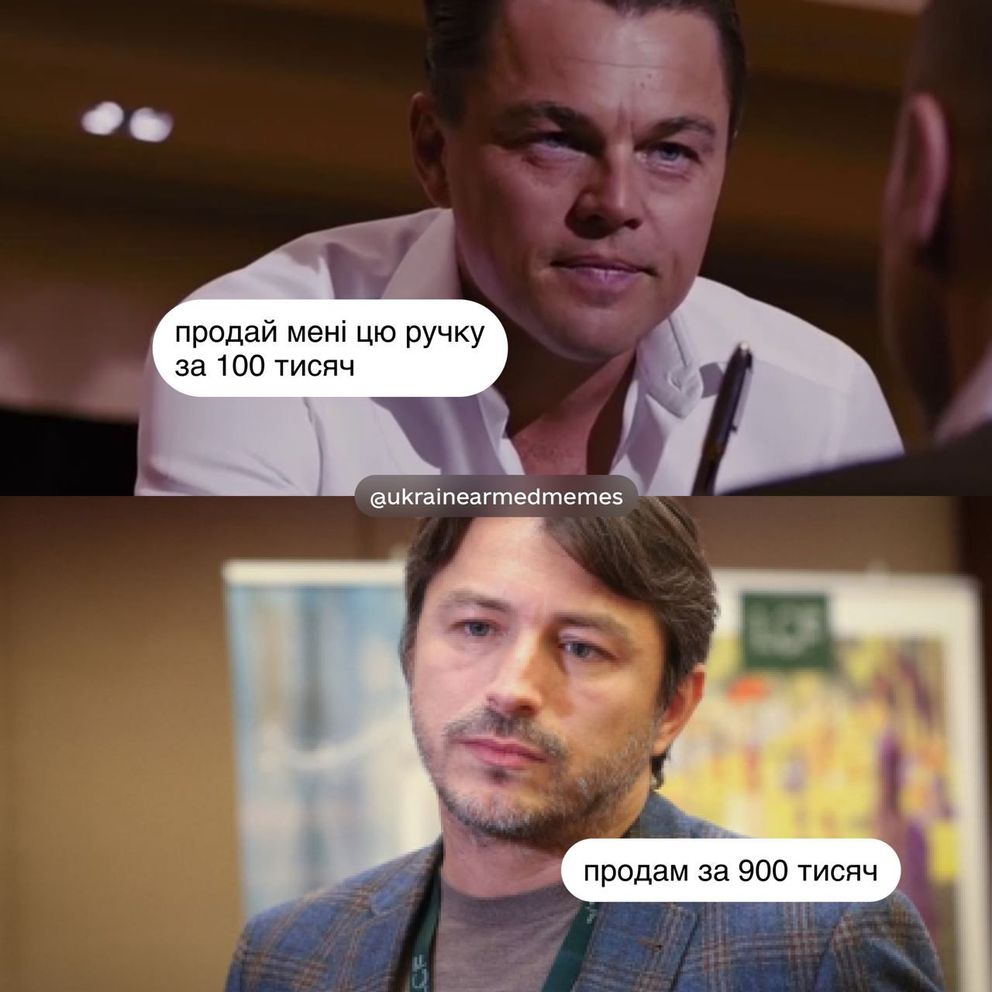 продай мені цю ручку
за 100 тисяч
@ukrainearmedmemes
продам за 900 тисяч